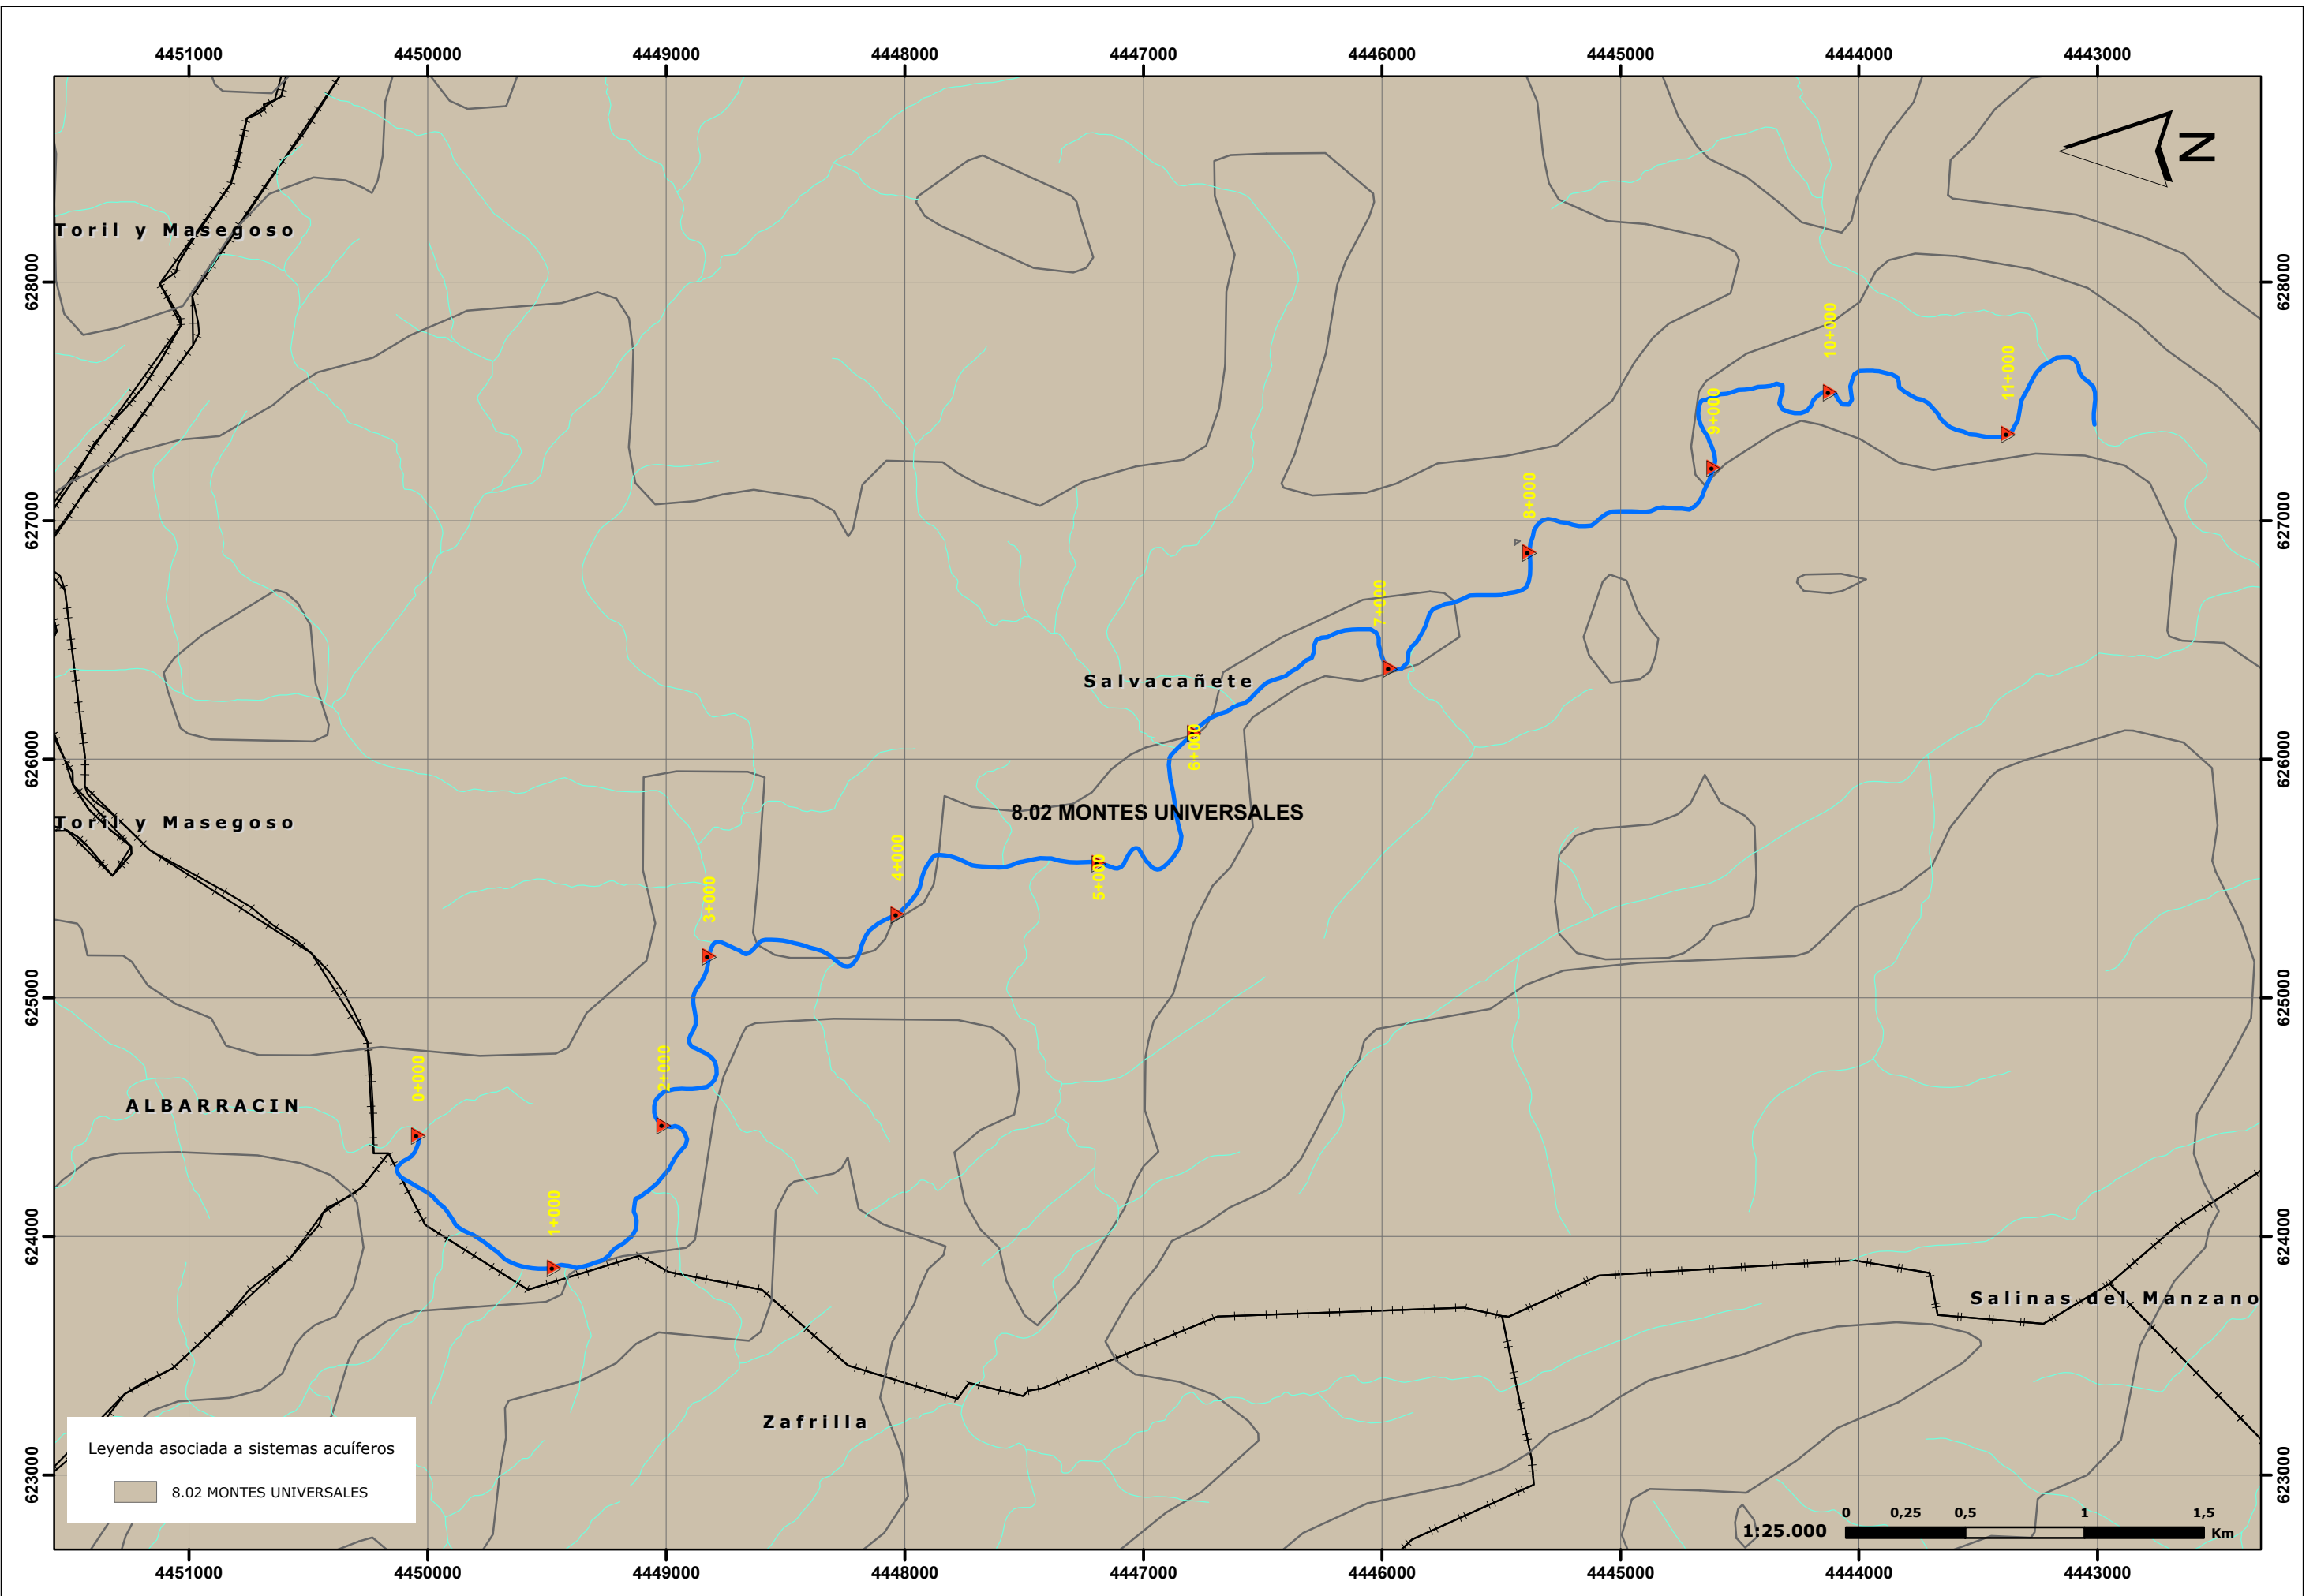 4451000 4450000 4449000 4448000 4447000 4446000 4445000 4444000 4443000
N
Toril y Masegoso
628000 628000
10+000
11+000
9+000
8+000
627000 627000
7+000
Salvacañete
6+000
626000 626000
8.02 MONTES UNIVERSALES
Toril y Masegoso
4+000
5+000
3+000
625000 625000
2+000
0+000
ALBARRACIN
1+000
624000 624000
Salinas del Manzano
Zafrilla
Leyenda asociada a sistemas acuíferos
8.02 MONTES UNIVERSALES
623000 623000
0 0,25 0,5 1 1,5
1:25.000 Km
4451000 4450000 4449000 4448000 4447000 4446000 4445000 4444000 4443000